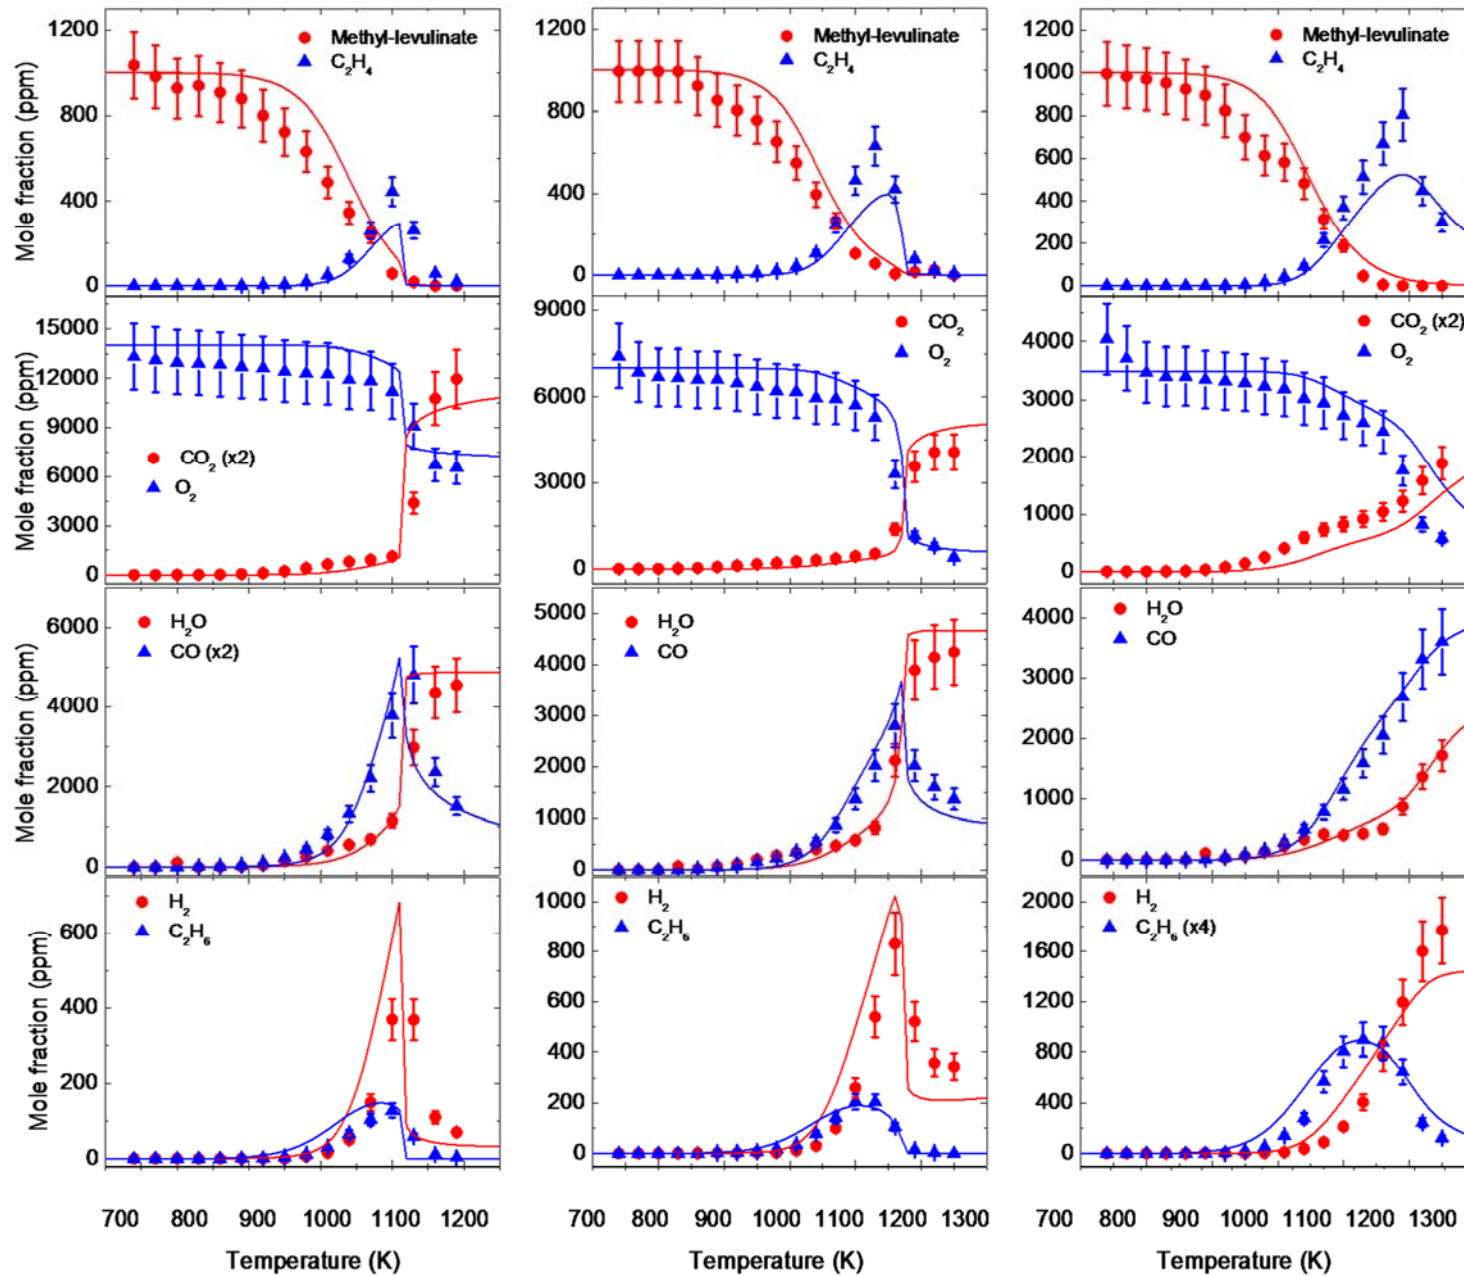 Mole fraction (ppm)
1200
800
400
0
Methyl-levulinate
C₂H₄
1200
800
400
0
Methyl-levulinate
C₂H₄
1200
1000
800
600
400
200
0
Methyl-levulinate
C₂H₄
Mole fraction (ppm)
15000
12000
9000
6000
3000
0
CO₂ (x2)
O₂
9000
6000
3000
0
CO₂
O₂
4000
3000
2000
1000
0
CO₂ (x2)
O₂
Mole fraction (ppm)
6000
4000
2000
0
H₂O
CO (x2)
5000
4000
3000
2000
1000
0
H₂O
CO
4000
3000
2000
1000
0
H₂O
CO
Mole fraction (ppm)
600
400
200
0
H₂
C₂H₆
1000
800
600
400
200
0
H₂
C₂H₆
2000
1600
1200
800
400
0
H₂
C₂H₆ (x4)
700 800 900 1000 1100 1200
700 800 900 1000 1100 1200 1300
700 800 900 1000 1100 1200 1300
Temperature (K)
Temperature (K)
Temperature (K)